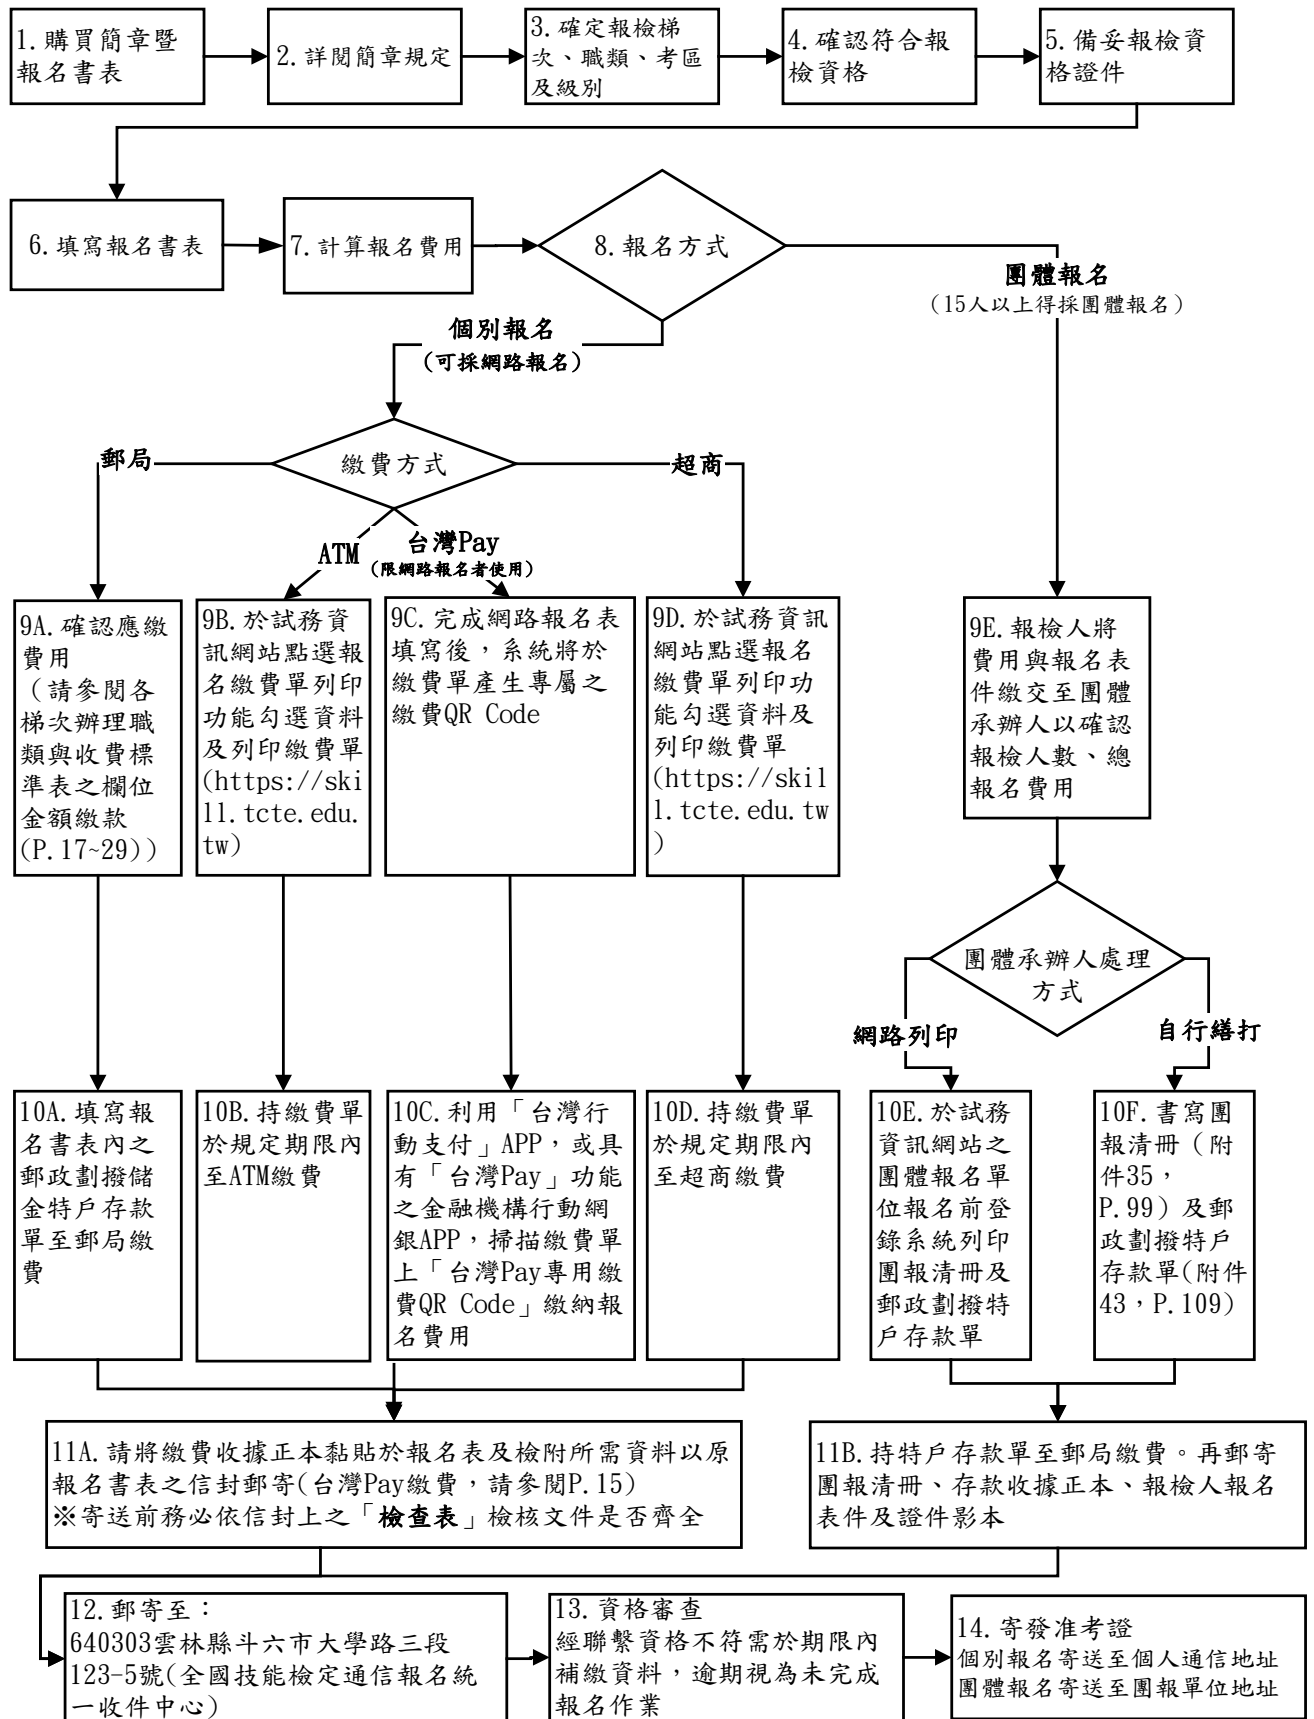 1.購買簡章暨
報名書表
2.詳閱簡章規定
3.確定報檢梯
次、職類、考區
及級別
4.確認符合報
檢資格
5.備妥報檢資
格證件
6.填寫報名書表
7.計算報名費用
8.報名方式
團體報名
（15人以上得採團體報名）
個別報名
（可採網路報名）
繳費方式
郵局
ATM
台灣Pay
（限網路報名者使用）
超商
9A.確認應繳
費用
（請參閱各
梯次辦理職
類與收費標
準表之欄位
金額繳款
(P.17~29)）
9B.於試務資
訊網站點選報
名繳費單列印
功能勾選資料
及列印繳費單
(https://ski
ll.tcte.edu.
tw)
9C.完成網路報名表
填寫後，系統將於
繳費單產生專屬之
繳費QR Code
9D.於試務資訊
網站點選報名
繳費單列印功
能勾選資料及
列印繳費單
(https://skil
l.tcte.edu.tw
)
9E.報檢人將
費用與報名表
件繳交至團體
承辦人以確認
報檢人數、總
報名費用
團體承辦人處理
方式
網路列印
自行繕打
10A.填寫報
名書表內之
郵政劃撥儲
金特戶存款
單至郵局繳
費
10B.持繳費單
於規定期限內
至ATM繳費
10C.利用「台灣行
動支付」APP，或具
有「台灣Pay」功能
之金融機構行動網
銀APP，掃描繳費單
上「台灣Pay專用繳
費QR Code」繳納報
名費用
10D.持繳費單
於規定期限內
至超商繳費
10E.於試務
資訊網站之
團體報名單
位報名前登
錄系統列印
團報清冊及
郵政劃撥特
戶存款單
10F.書寫團
報清冊（附
件35，
P.99）及郵
政劃撥特戶
存款單(附件
43，P.109)
11A.請將繳費收據正本黏貼於報名表及檢附所需資料以原
報名書表之信封郵寄(台灣Pay繳費，請參閱P.15)
※寄送前務必依信封上之「檢查表」檢核文件是否齊全
11B.持特戶存款單至郵局繳費。再郵寄
團報清冊、存款收據正本、報檢人報名
表件及證件影本
12.郵寄至：
640303雲林縣斗六市大學路三段
123-5號(全國技能檢定通信報名統
一收件中心)
13.資格審查
經聯繫資格不符需於期限內
補繳資料，逾期視為未完成
報名作業
14.寄發准考證
個別報名寄送至個人通信地址
團體報名寄送至團報單位地址